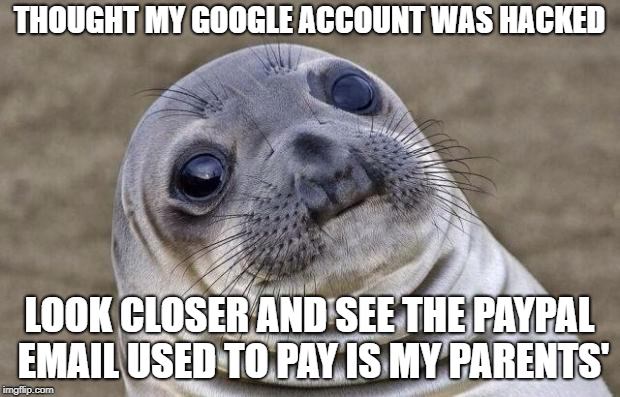 THOUGHT MY GOOGLE ACCOUNT WAS HACKED
LOOK CLOSER AND SEE THE PAYPAL
EMAIL USED TO PAY IS MY PARENTS'
imgflip.com